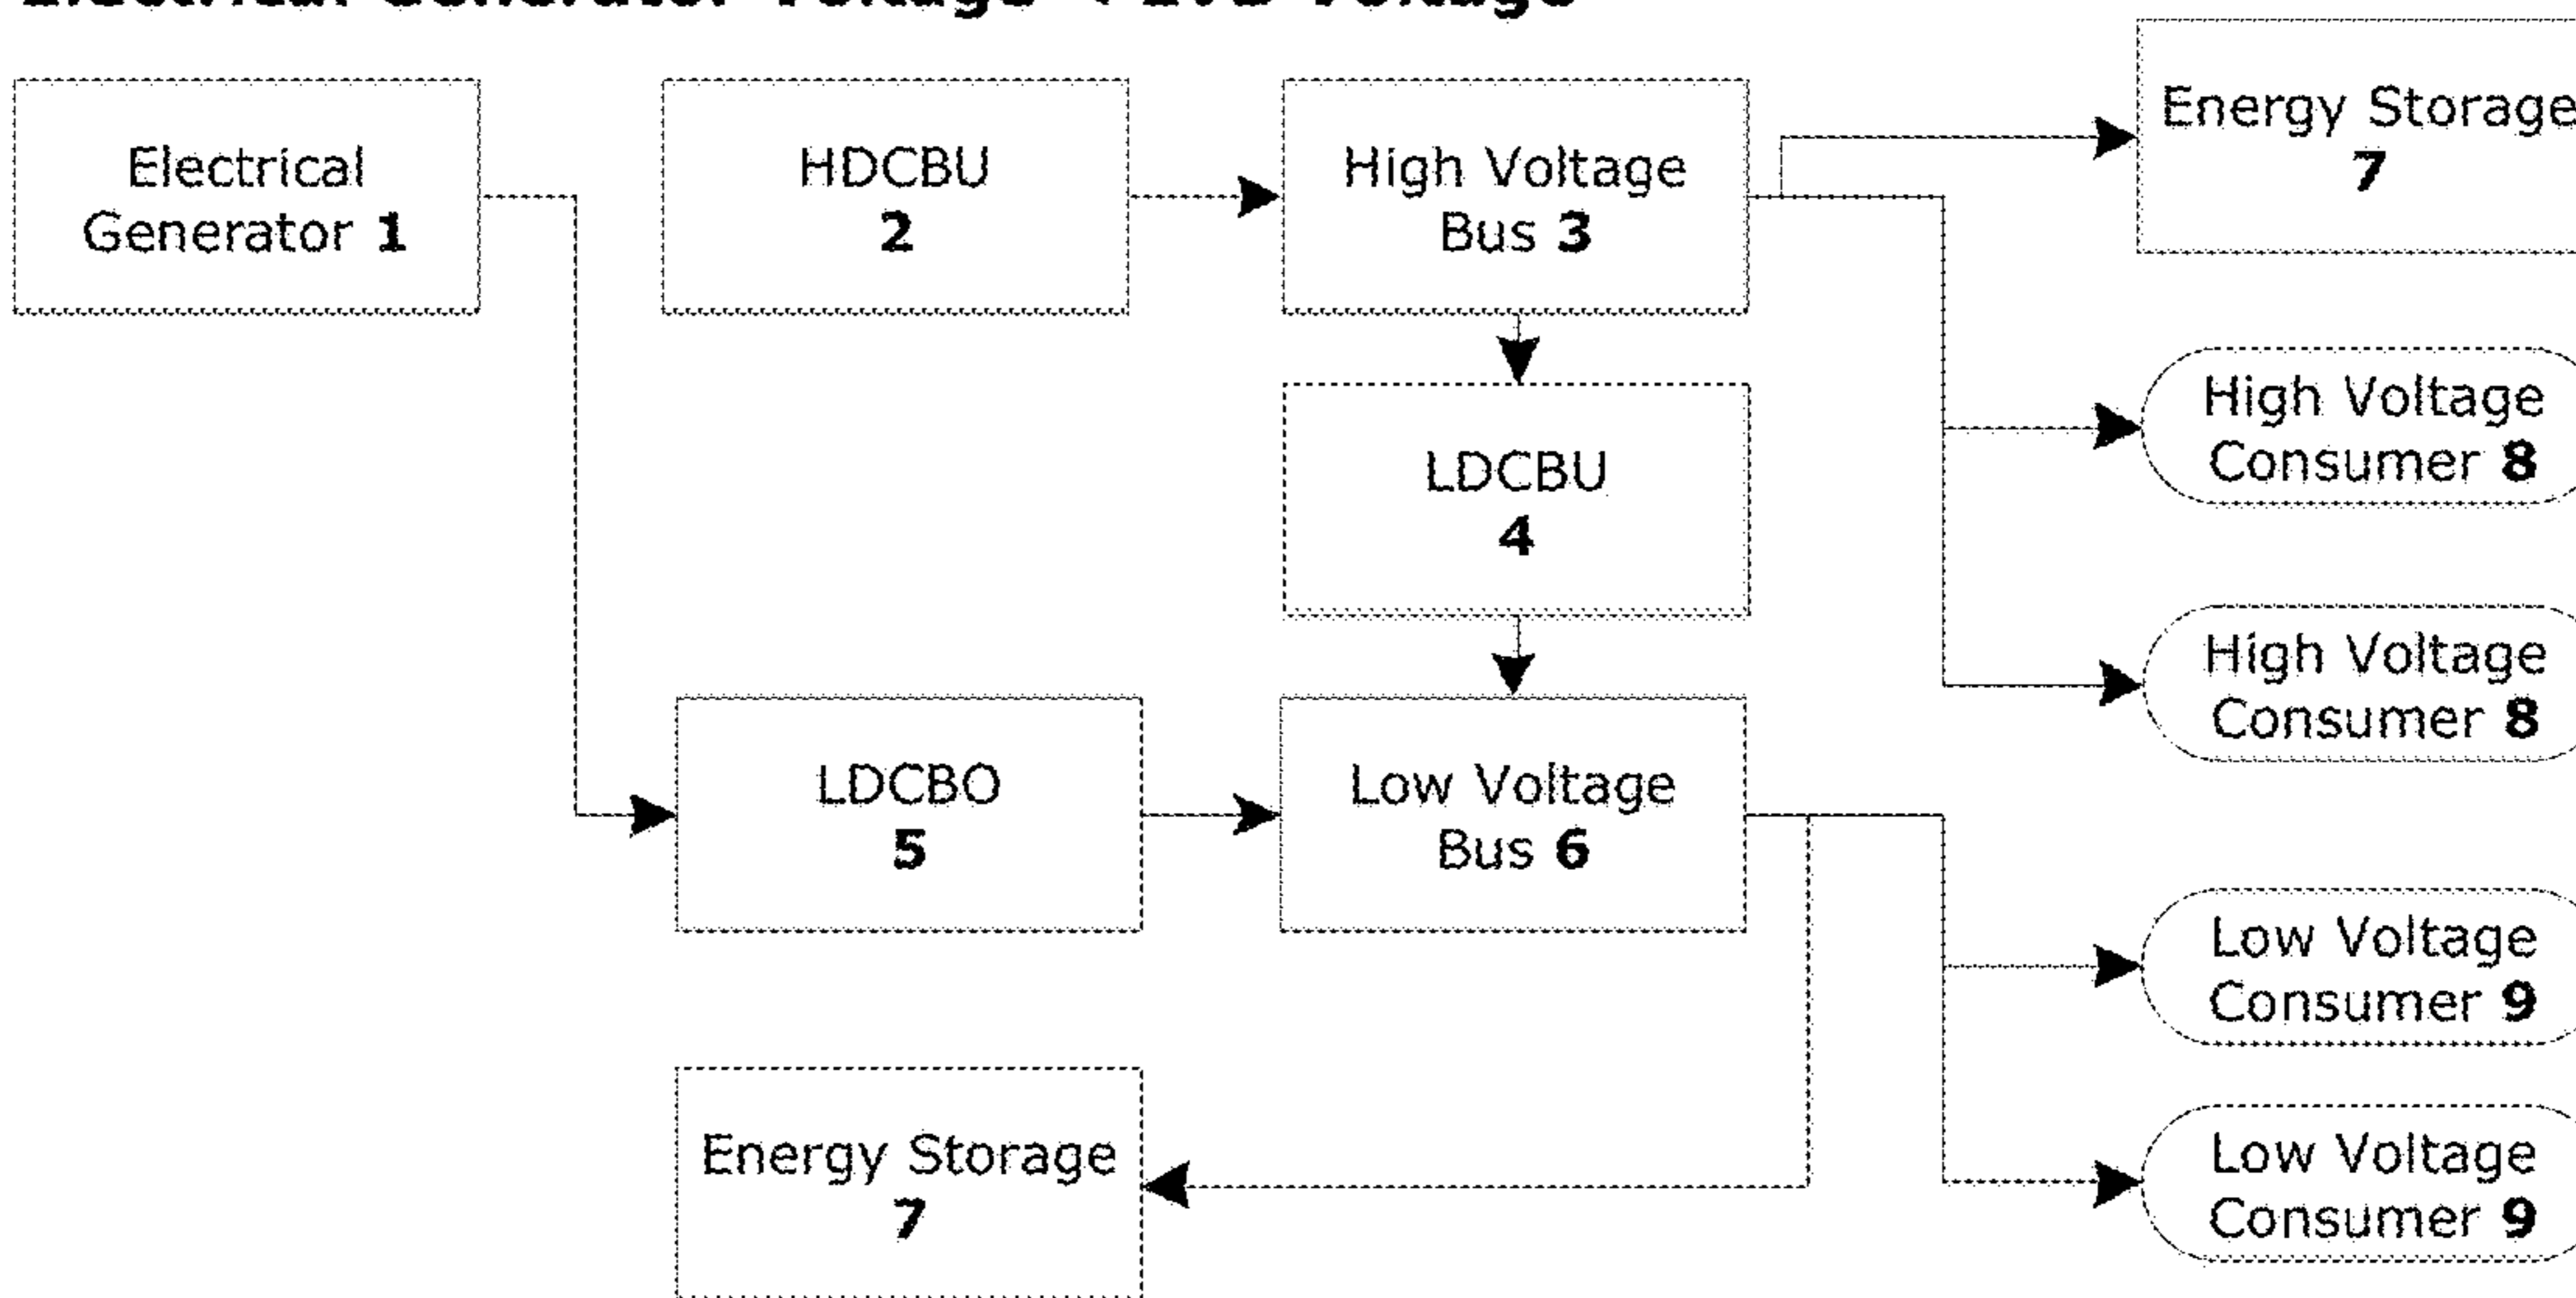 Electrical
Generator 1
HDCBU
2
High Voltage
Bus 3
Energy Storage
7
High Voltage
Consumer 8
LDCBU
4
High Voltage
Consumer 8
LDCBO
5
Low Voltage
Bus 6
Low Voltage
Consumer 9
Energy Storage
7
Low Voltage
Consumer 9